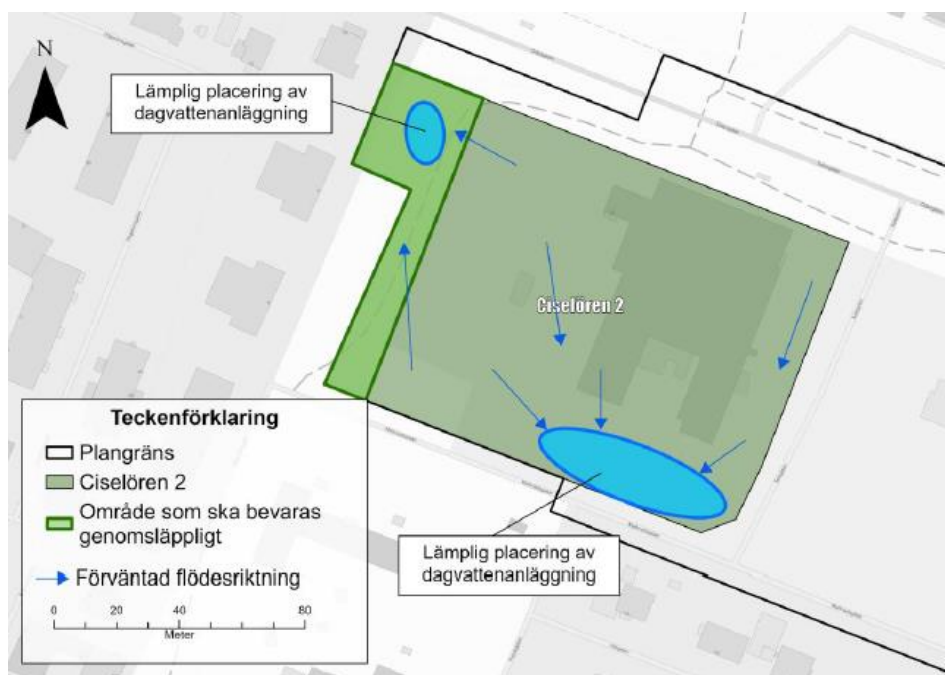 N
Lämplig placering av
dagvattenanläggning
Ciselören 2
Teckenförklaring
Plangräns
Ciselören 2
Område som ska bevaras
genomsläppligt
Förväntad flödesriktning
0 20 40 80
Meter
Lämplig placering av
dagvattenanläggning